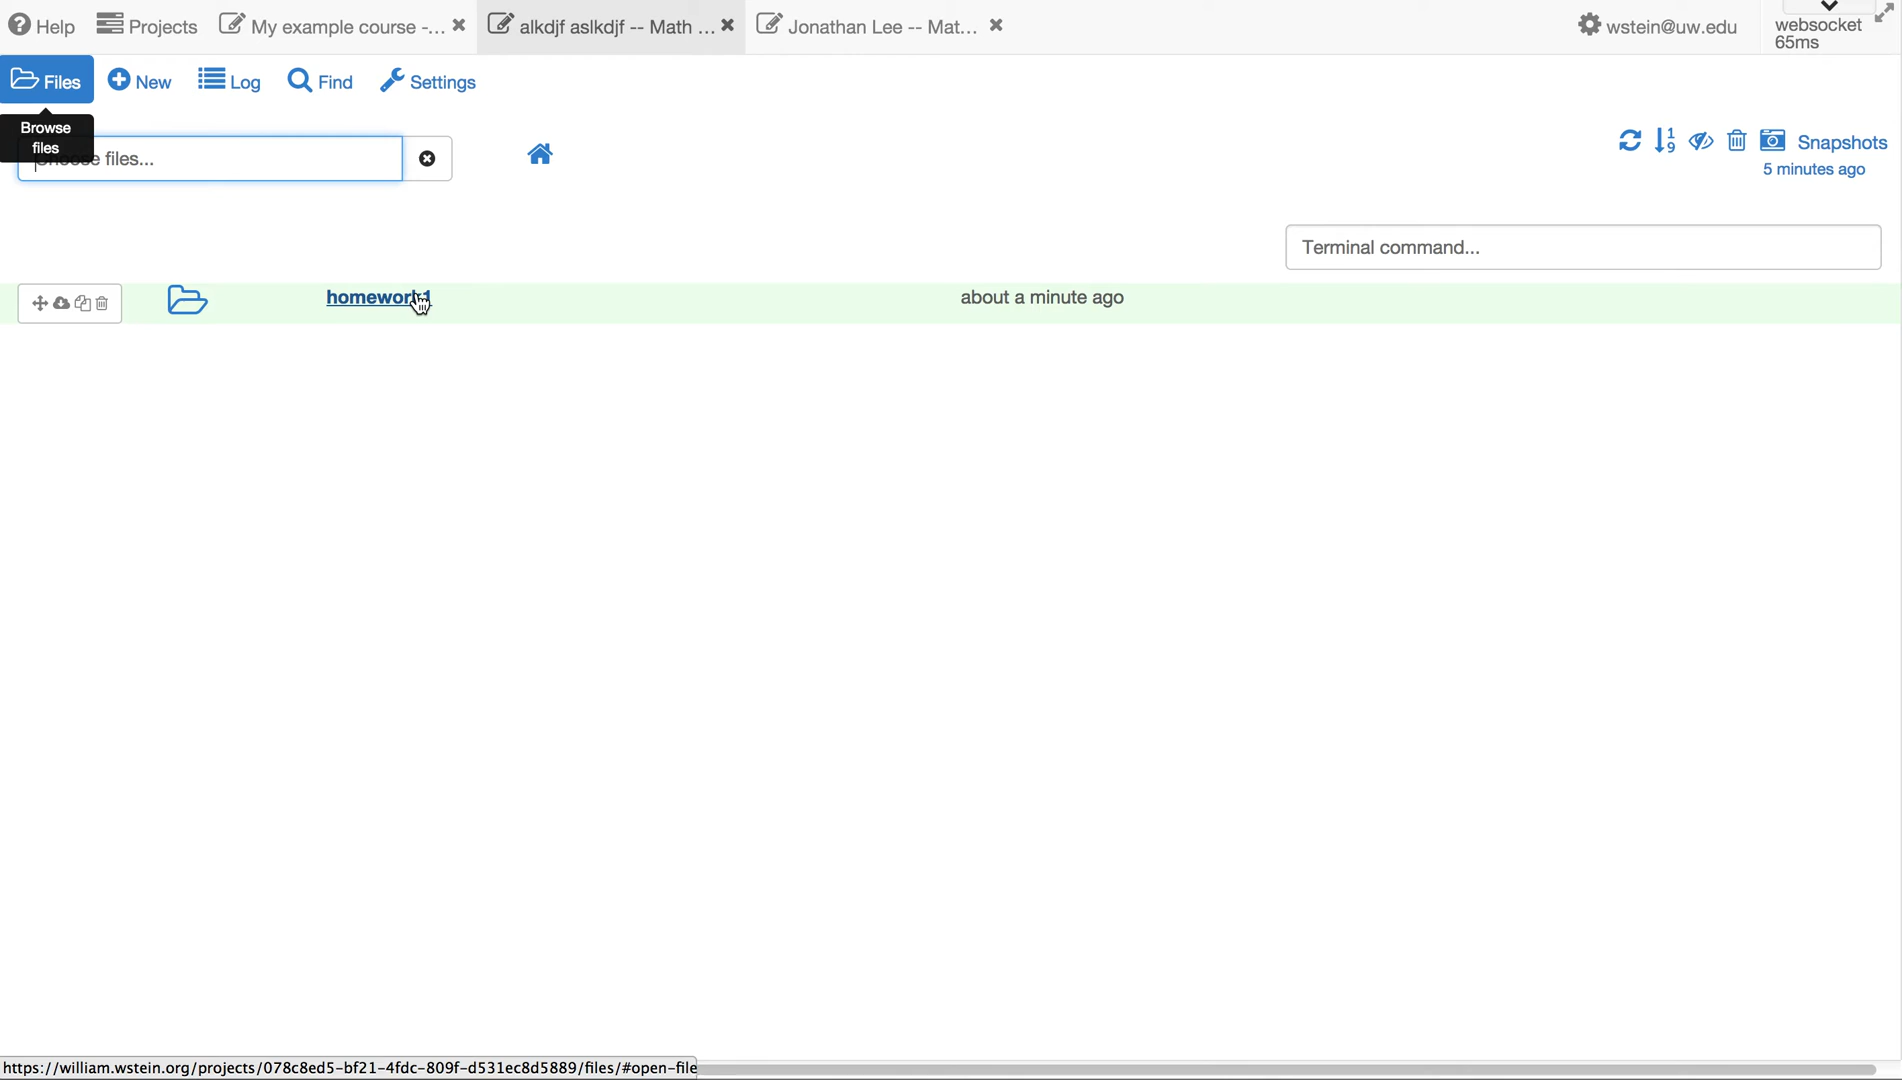 Help Projects My example course -... alkdjf aslkdjf -- Math ... Jonathan Lee -- Mat... wstein@uw.edu websocket
65ms
Files New Log Find Settings
Browse
files
files...
Snapshots
5 minutes ago
Terminal command...
homework1 about a minute ago
https://william.wstein.org/projects/078c8ed5-bf21-4fdc-809f-d531ec8d5889/files/#open-file